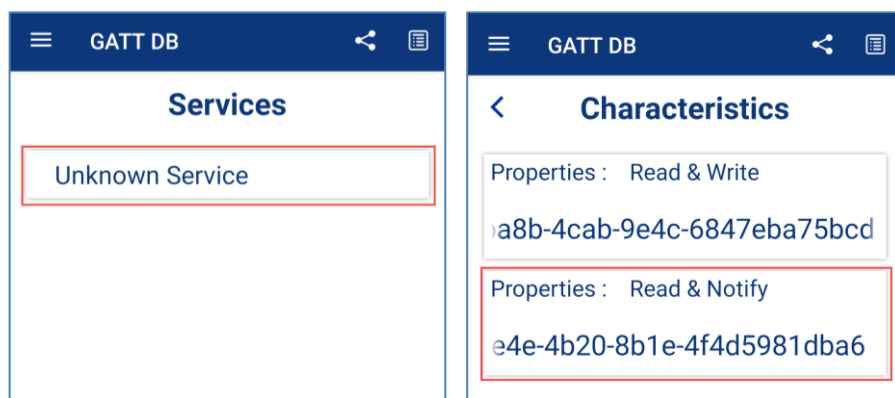 GATT DB
Services
Unknown Service
GATT DB
Characteristics
Properties : Read & Write
a8b-4cab-9e4c-6847eba75bcd
Properties : Read & Notify
e4e-4b20-8b1e-4f4d5981dba6